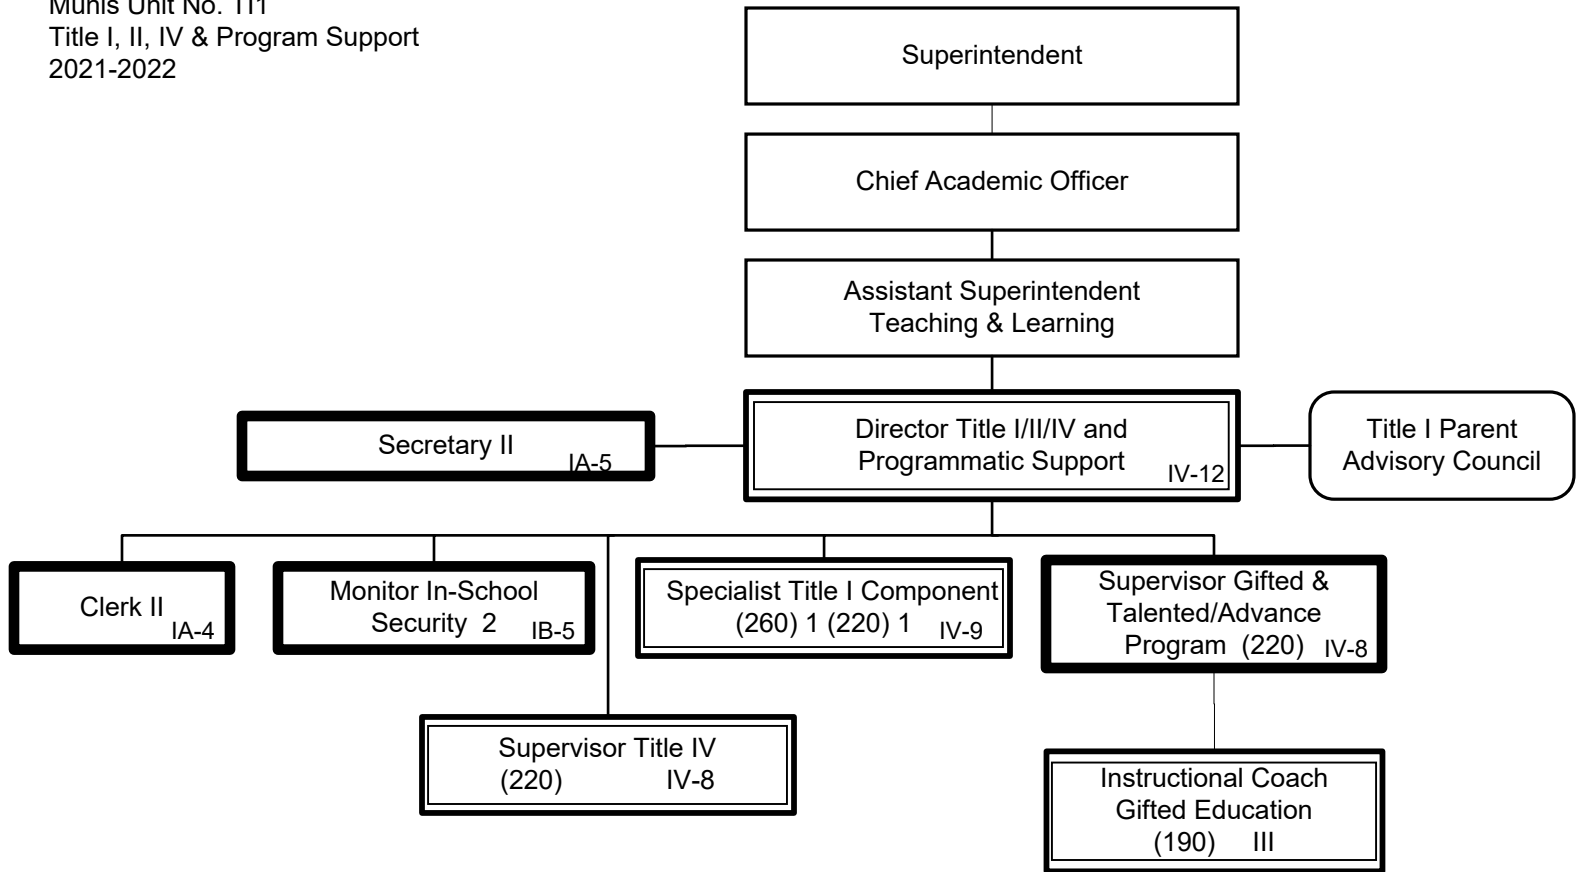 Munis Unit No. TI1
Title I, II, IV & Program Support
2021-2022
Superintendent
Chief Academic Officer
Assistant Superintendent
Teaching & Learning
Secretary II
IA-5
Director Title I/II/IV and
Programmatic Support
IV-12
Title I Parent
Advisory Council
Clerk II
IA-4
Monitor In-School
Security 2
IB-5
Specialist Title I Component
(260) 1 (220) 1 IV-9
Supervisor Gifted &
Talented/Advance
Program (220) IV-8
Supervisor Title IV
(220) IV-8
Instructional Coach
Gifted Education
(190) III